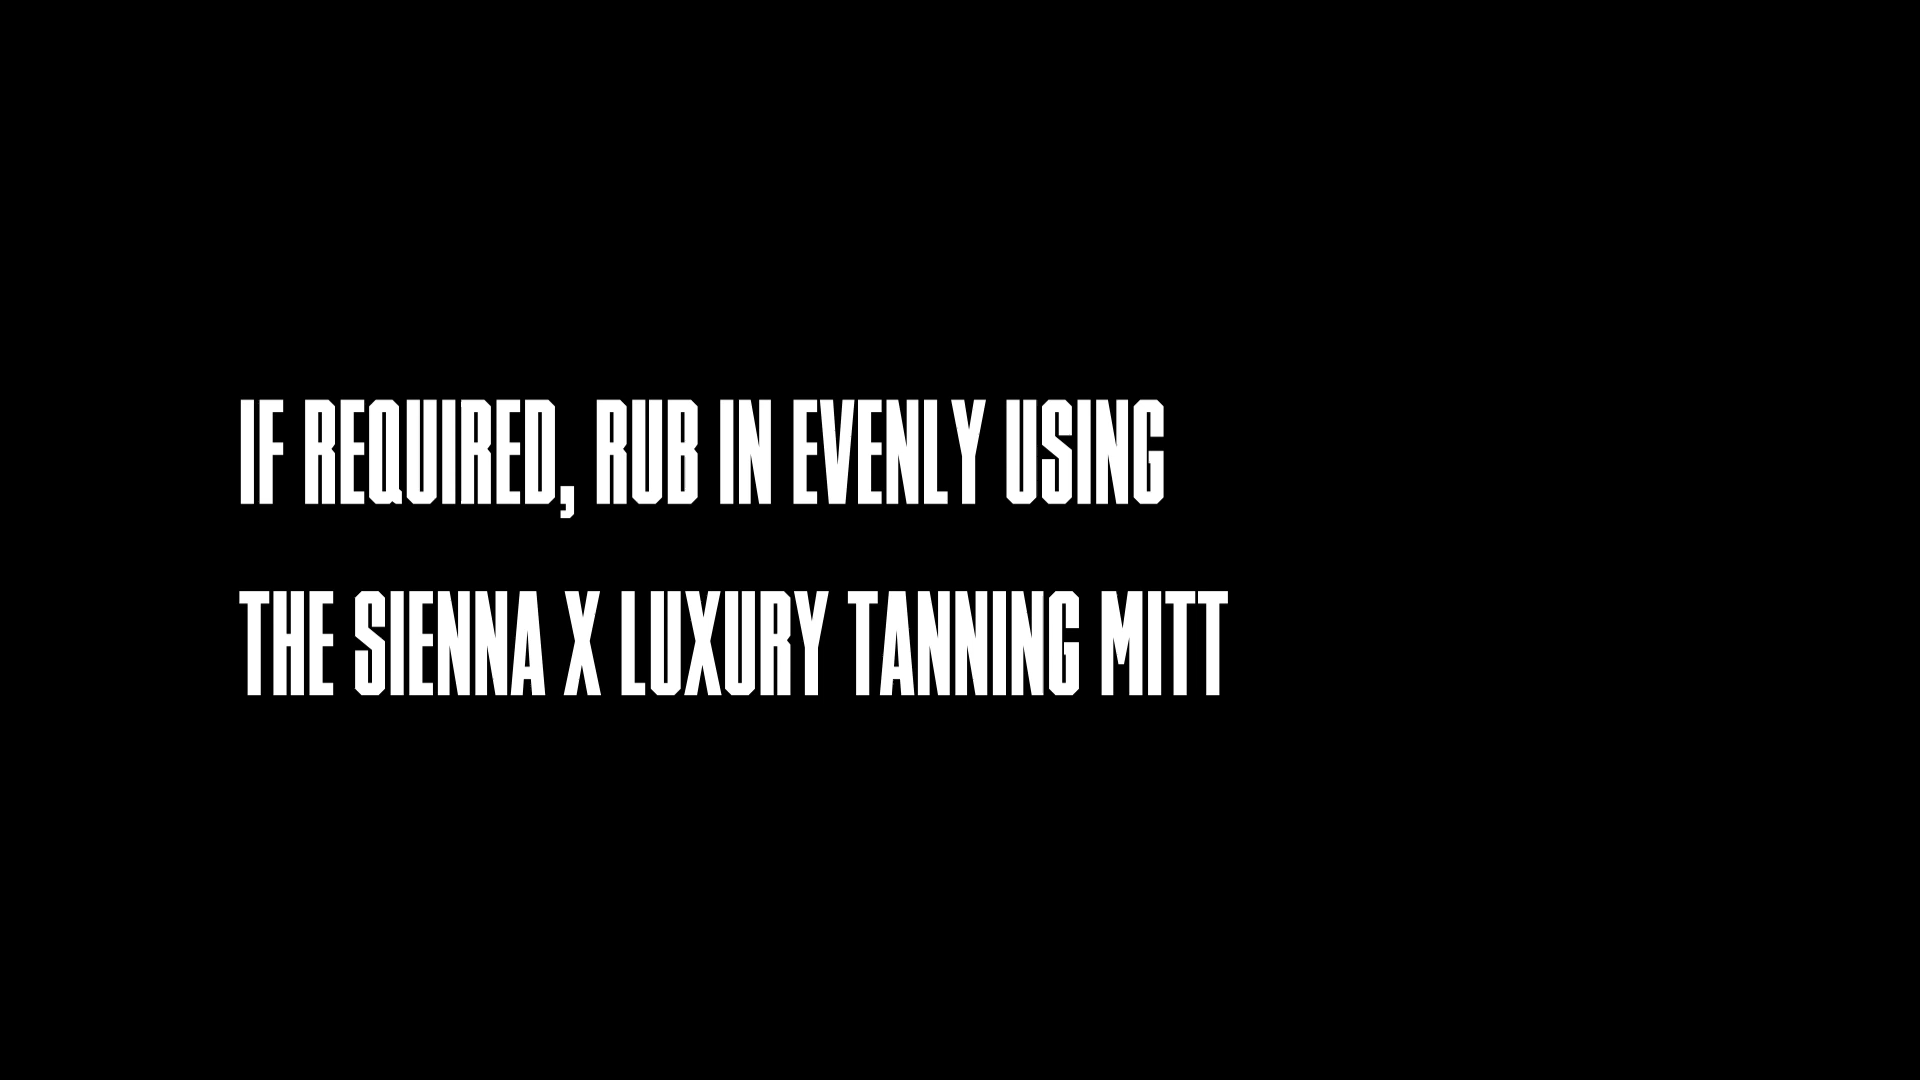 IF REQUIRED, RUB IN EVENLY USING
THE SIENNA X LUXURY TANNING MITT